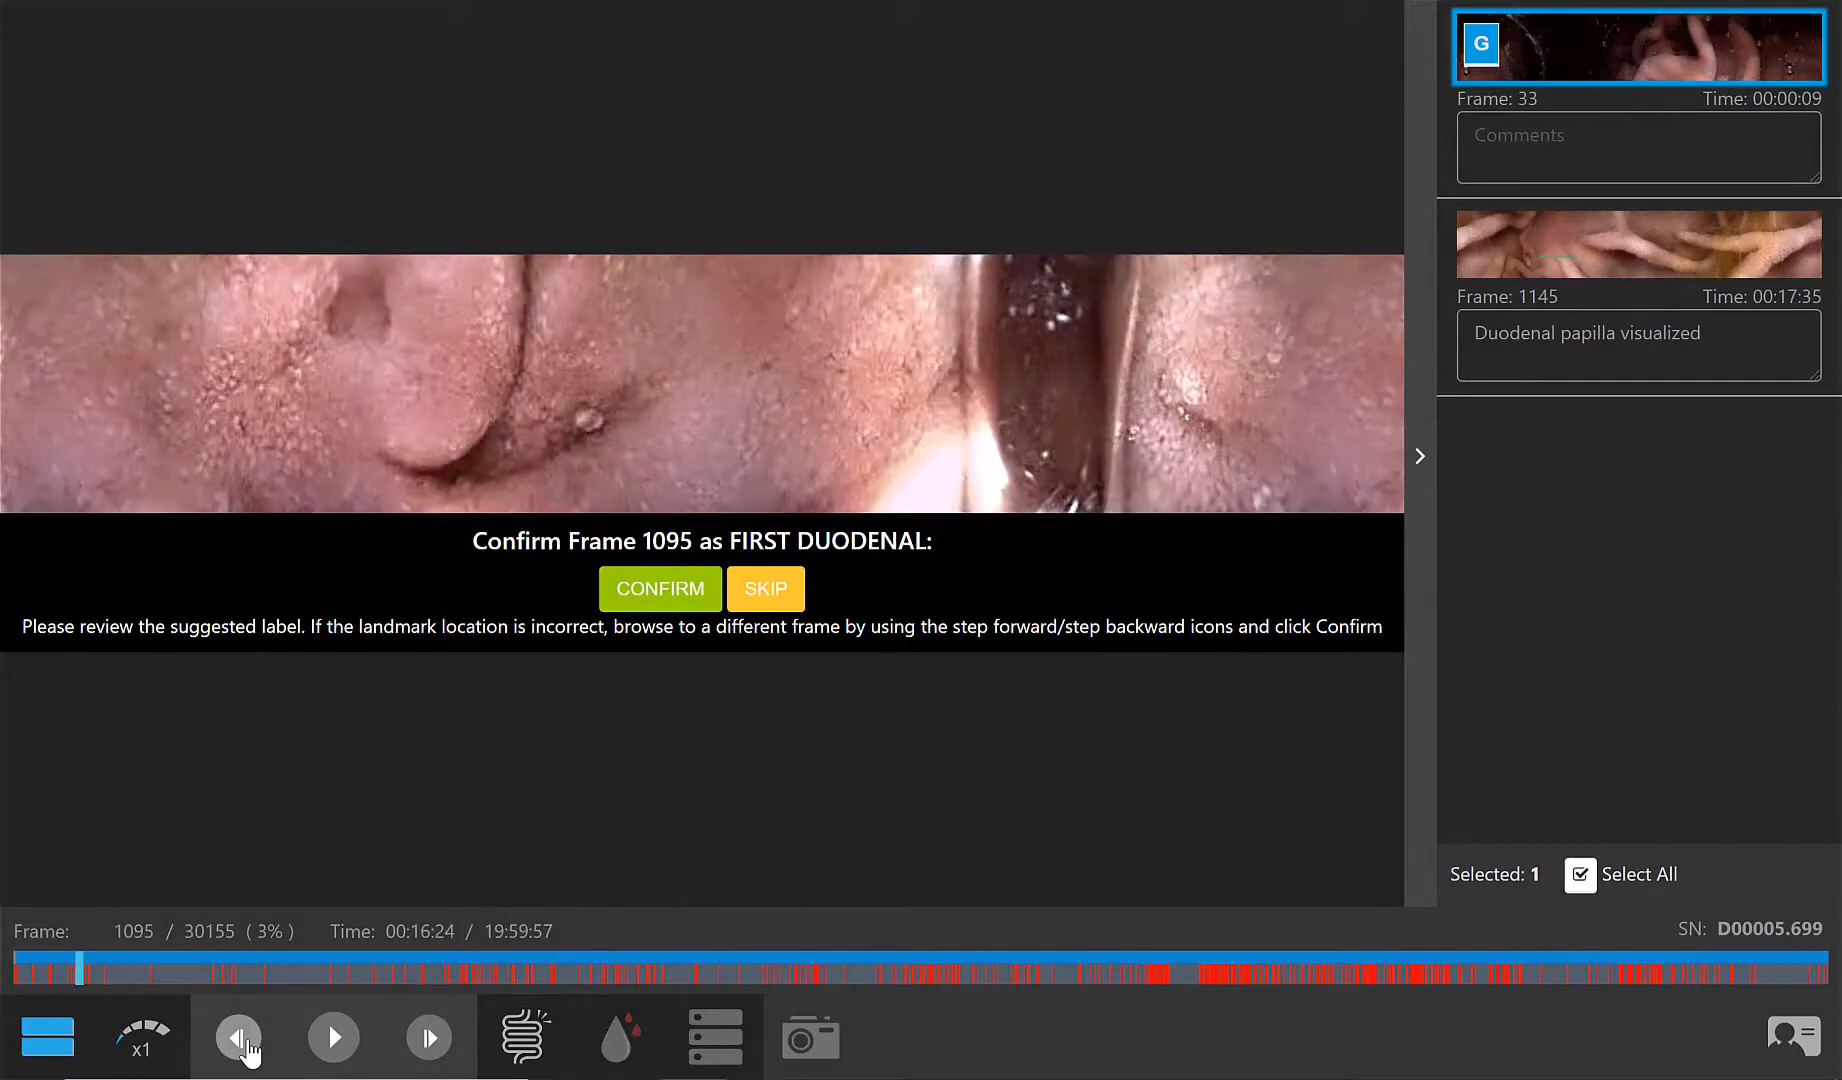 G
Frame: 33 Time: 00:00:09
Comments
Frame: 1145 Time: 00:17:35
Duodenal papilla visualized
Confirm Frame 1095 as FIRST DUODENAL:
CONFIRM SKIP
Please review the suggested label. If the landmark location is incorrect, browse to a different frame by using the step forward/step backward icons and click Confirm
Selected: 1 Select All
Frame: 1095 / 30155 ( 3% ) Time: 00:16:24 / 19:59:57
SN: D00005.699
x1